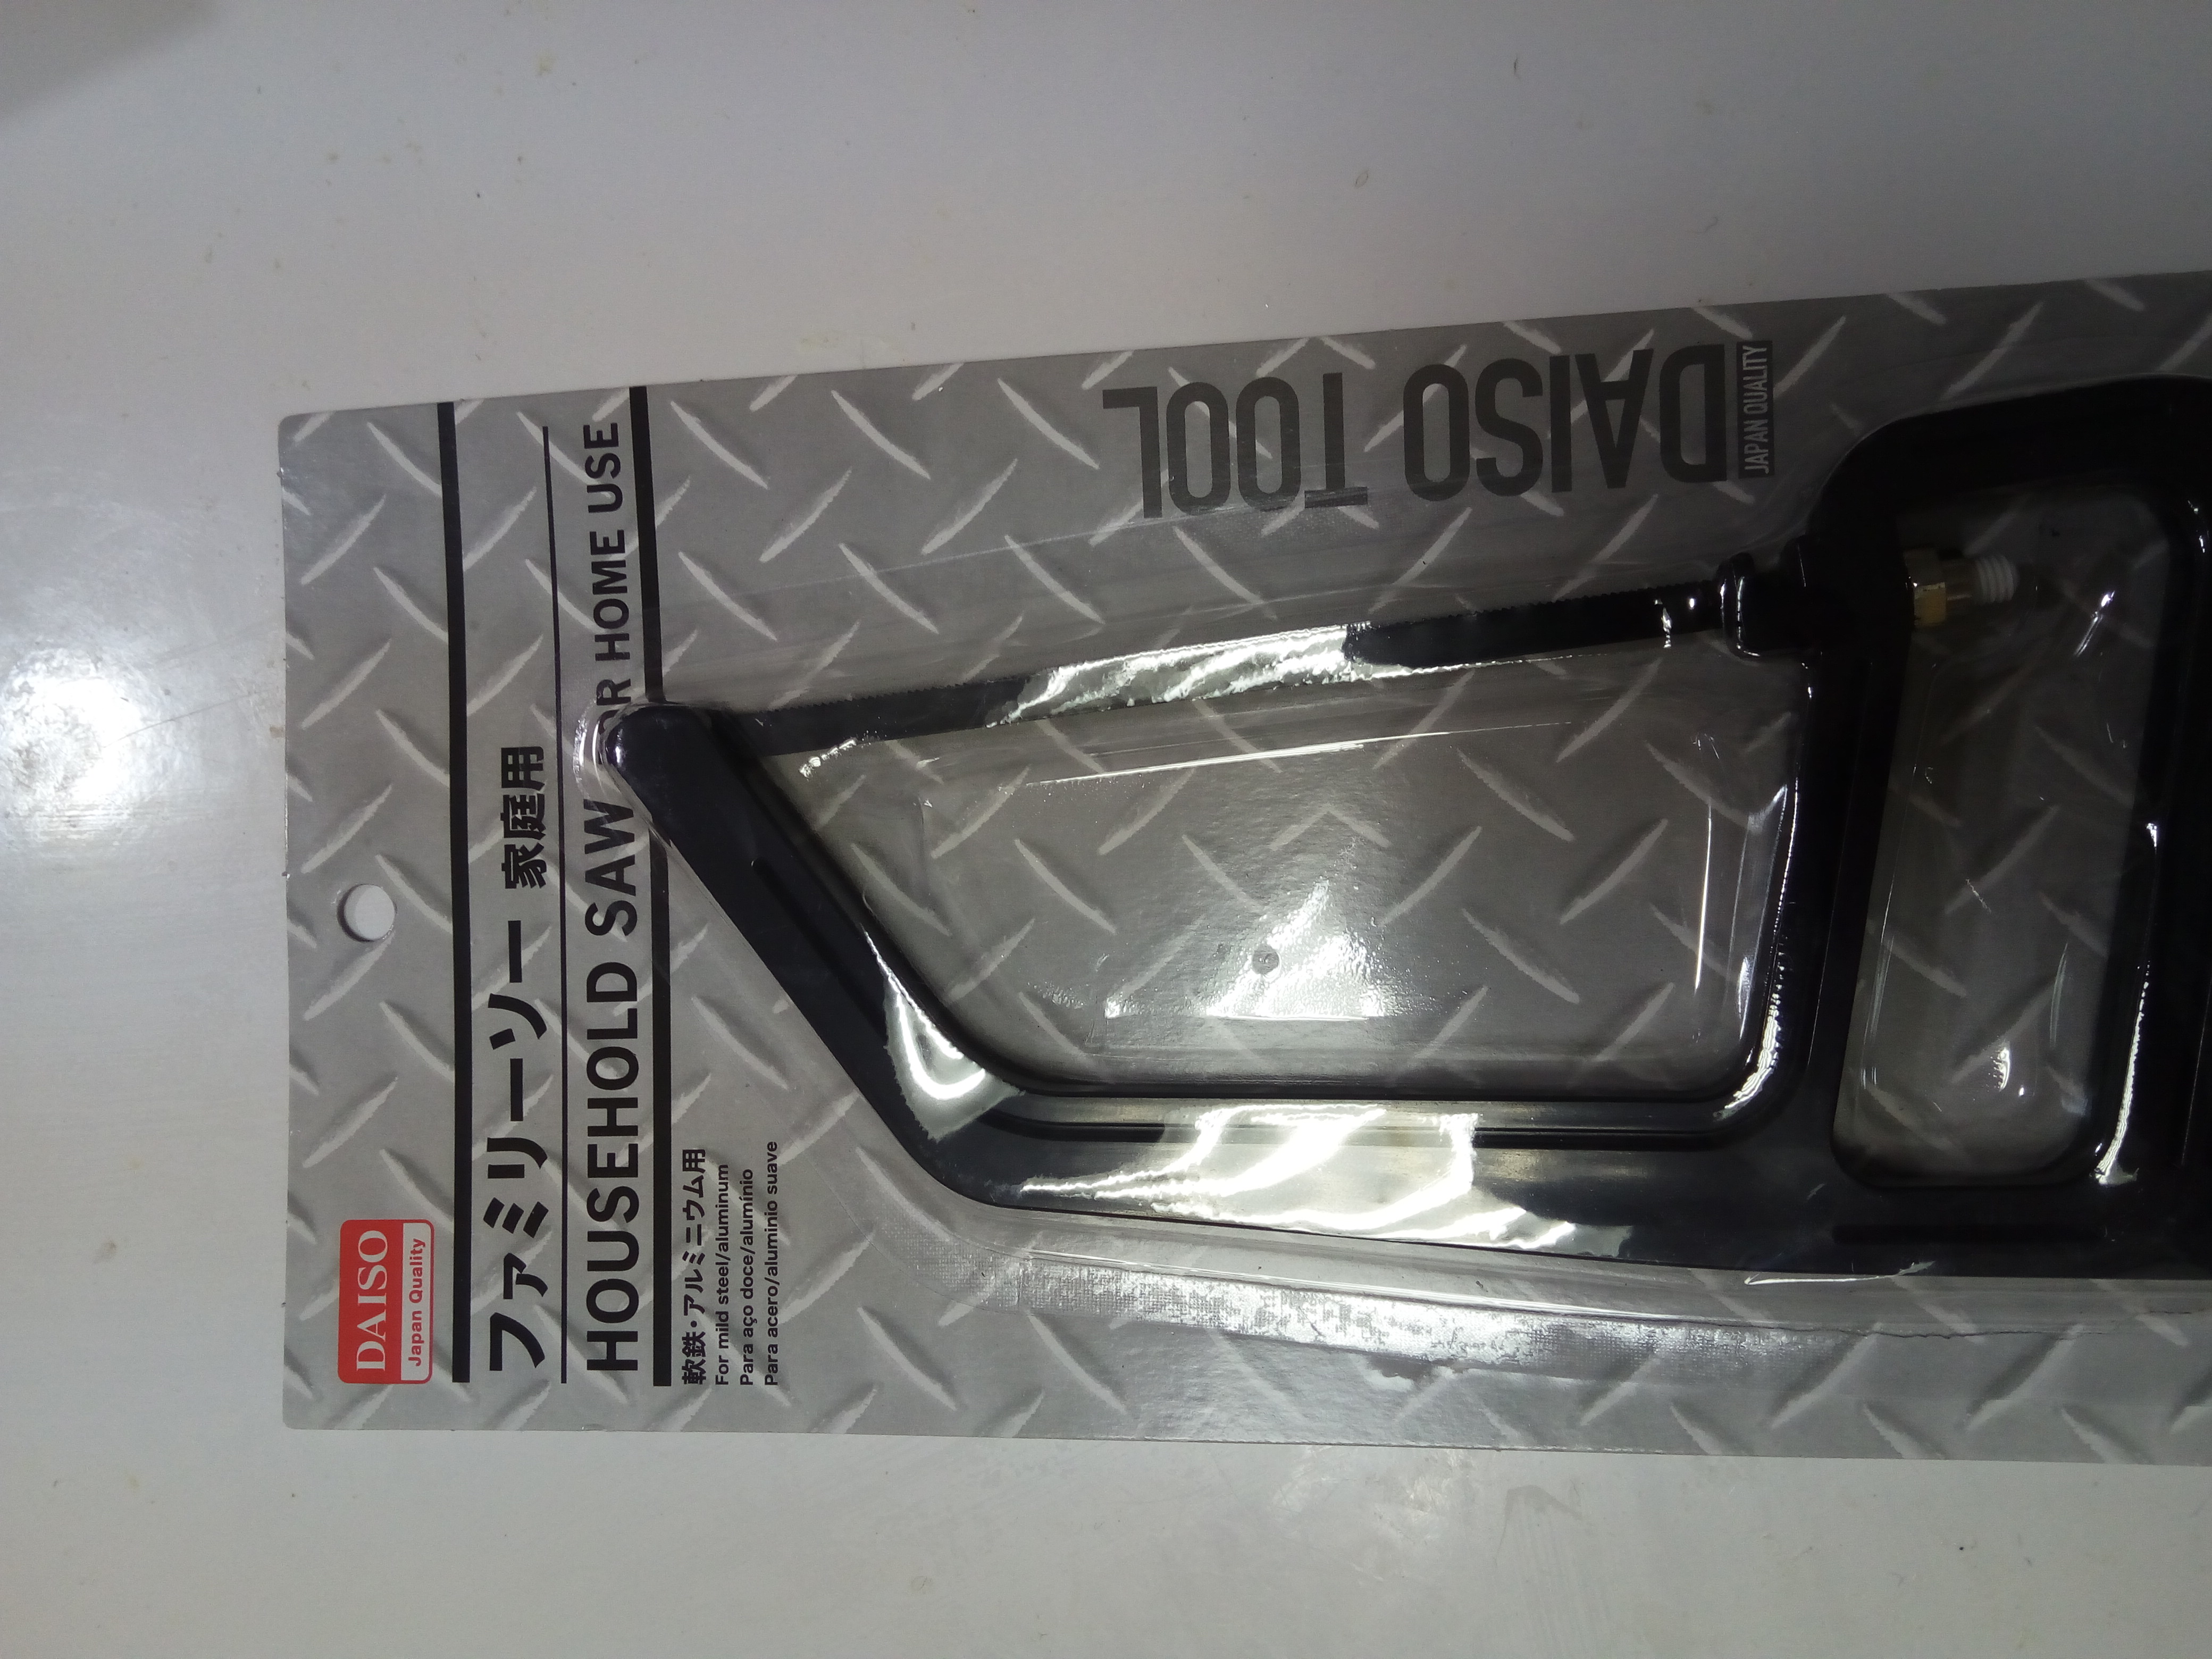 DAISO
Japan Quality
ファミリーソー 家庭用
HOUSEHOLD SAW FOR HOME USE
軟鉄・アルミニウム用
For mild steel/aluminum
Para aço doce/alumínio
Para acero/aluminio suave
DAISO TOOL
JAPAN QUALITY